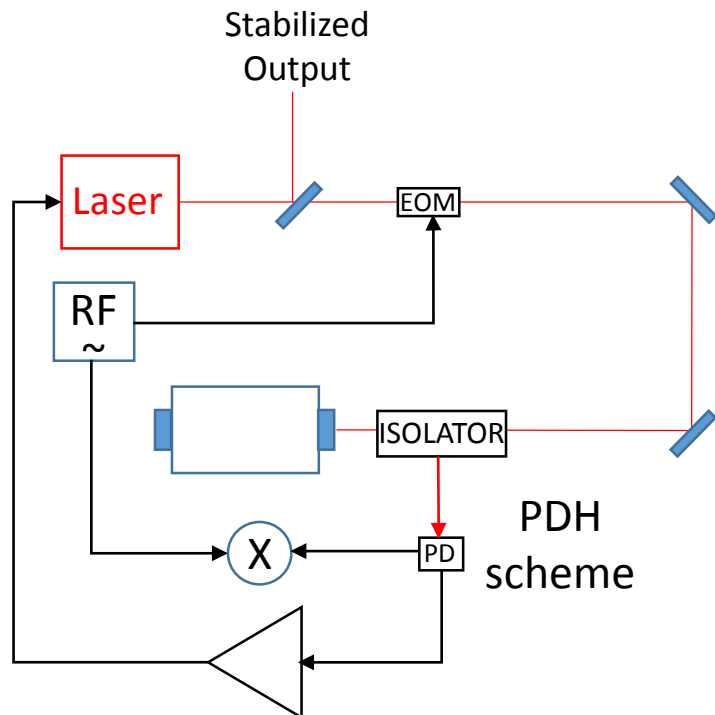 Stabilized
Output
Laser
EOM
RF
~
ISOLATOR
PDH
scheme
X
PD